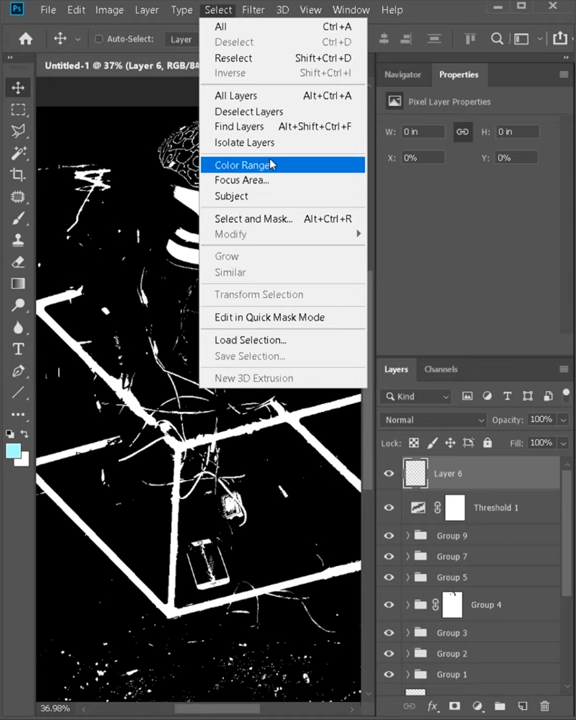 Ps File Edit Image Layer Type Select Filter 3D View Window Help
Auto-Select: Layer
Untitled-1 @ 37% (Layer 6, RGB/8#
All Ctrl+A
Deselect Ctrl+D
Reselect Shift+Ctrl+D
Inverse Shift+Ctrl+I
All Layers Alt+Ctrl+A
Deselect Layers
Find Layers Alt+Shift+Ctrl+F
Isolate Layers
Color Range
Focus Area...
Subject
Select and Mask... Alt+Ctrl+R
Modify
Grow
Similar
Transform Selection
Edit in Quick Mask Mode
Load Selection...
Save Selection...
New 3D Extrusion
Navigator Properties
Pixel Layer Properties
W: 0 in H: 0 in
X: 0% Y: 0%
Layers Channels
Kind
Normal Opacity: 100%
Lock: Fill: 100%
Layer 6
Threshold 1
Group 9
Group 7
Group 5
Group 4
Group 3
Group 2
Group 1
36.98%
fx